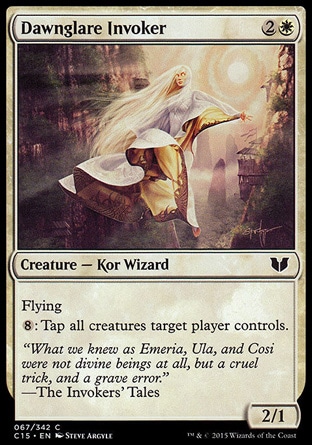 Dawnglare Invoker 2
Creature — Kor Wizard
Flying
8: Tap all creatures target player controls.
"What we knew as Emeria, Ula, and Cosi
were not divine beings at all, but a cruel
trick, and a grave error."
—The Invokers' Tales
067/342 C
C15 • EN STEVE ARGYLE
™ & © 2015 Wizards of the Coast
2/1